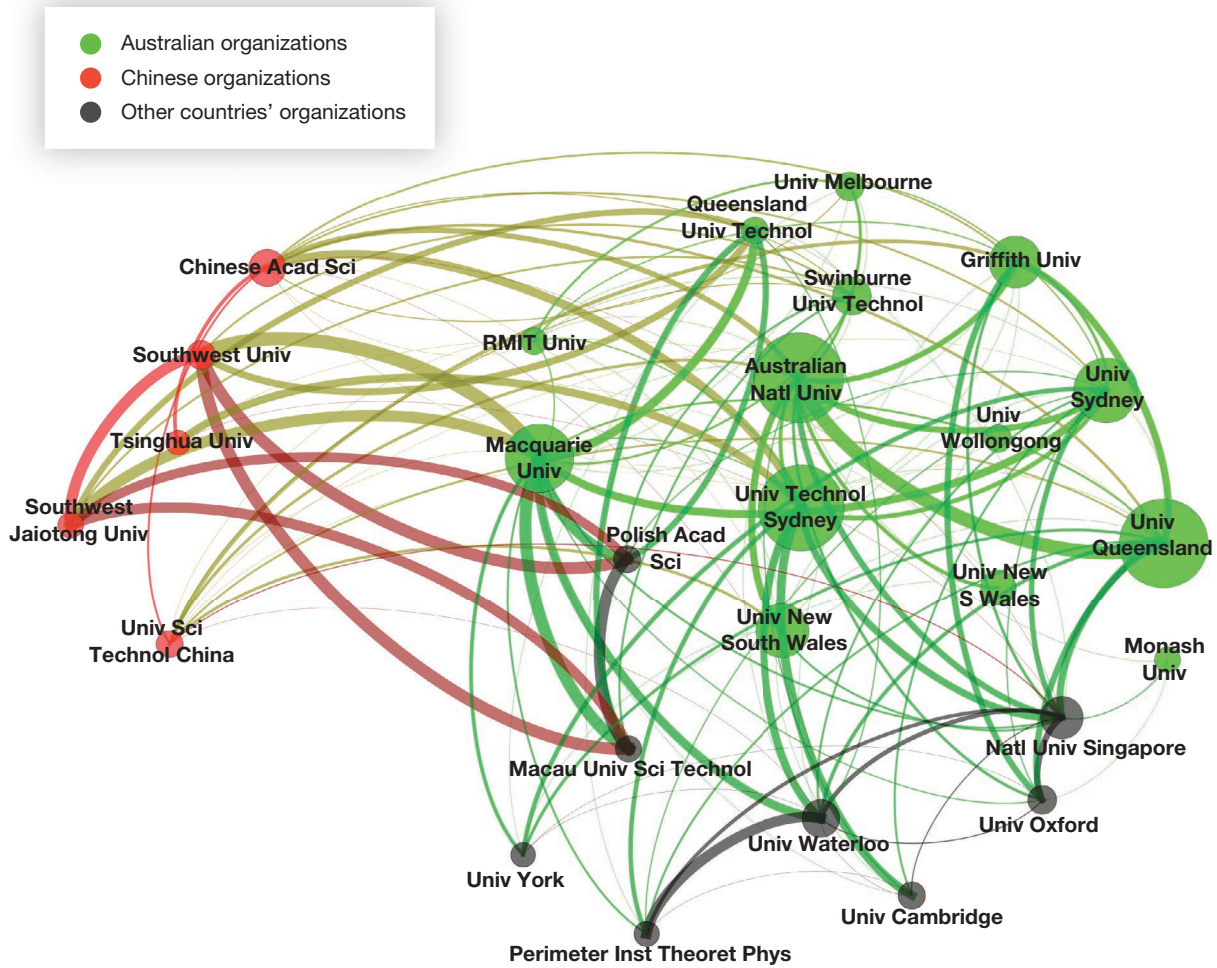 Australian organizations
Chinese organizations
Other countries’ organizations
Univ Melbourne
Queensland
Univ Technol
Chinese Acad Sci
Griffith Univ
Swinburne
Univ Technol
RMIT Univ
Southwest Univ
Australian
Natl Univ
Univ
Sydney
Univ
Wollongong
Tsinghua Univ
Macquarie
Univ
Southwest
Jaiotong Univ
Univ Technol
Sydney
Univ
Queensland
Polish Acad
Sci
Univ New
S Wales
Univ Sci
Technol China
Univ New
South Wales
Monash
Univ
Natl Univ Singapore
Macau Univ Sci Technol
Univ Oxford
Univ Waterloo
Univ York
Univ Cambridge
Perimeter Inst Theoret Phys